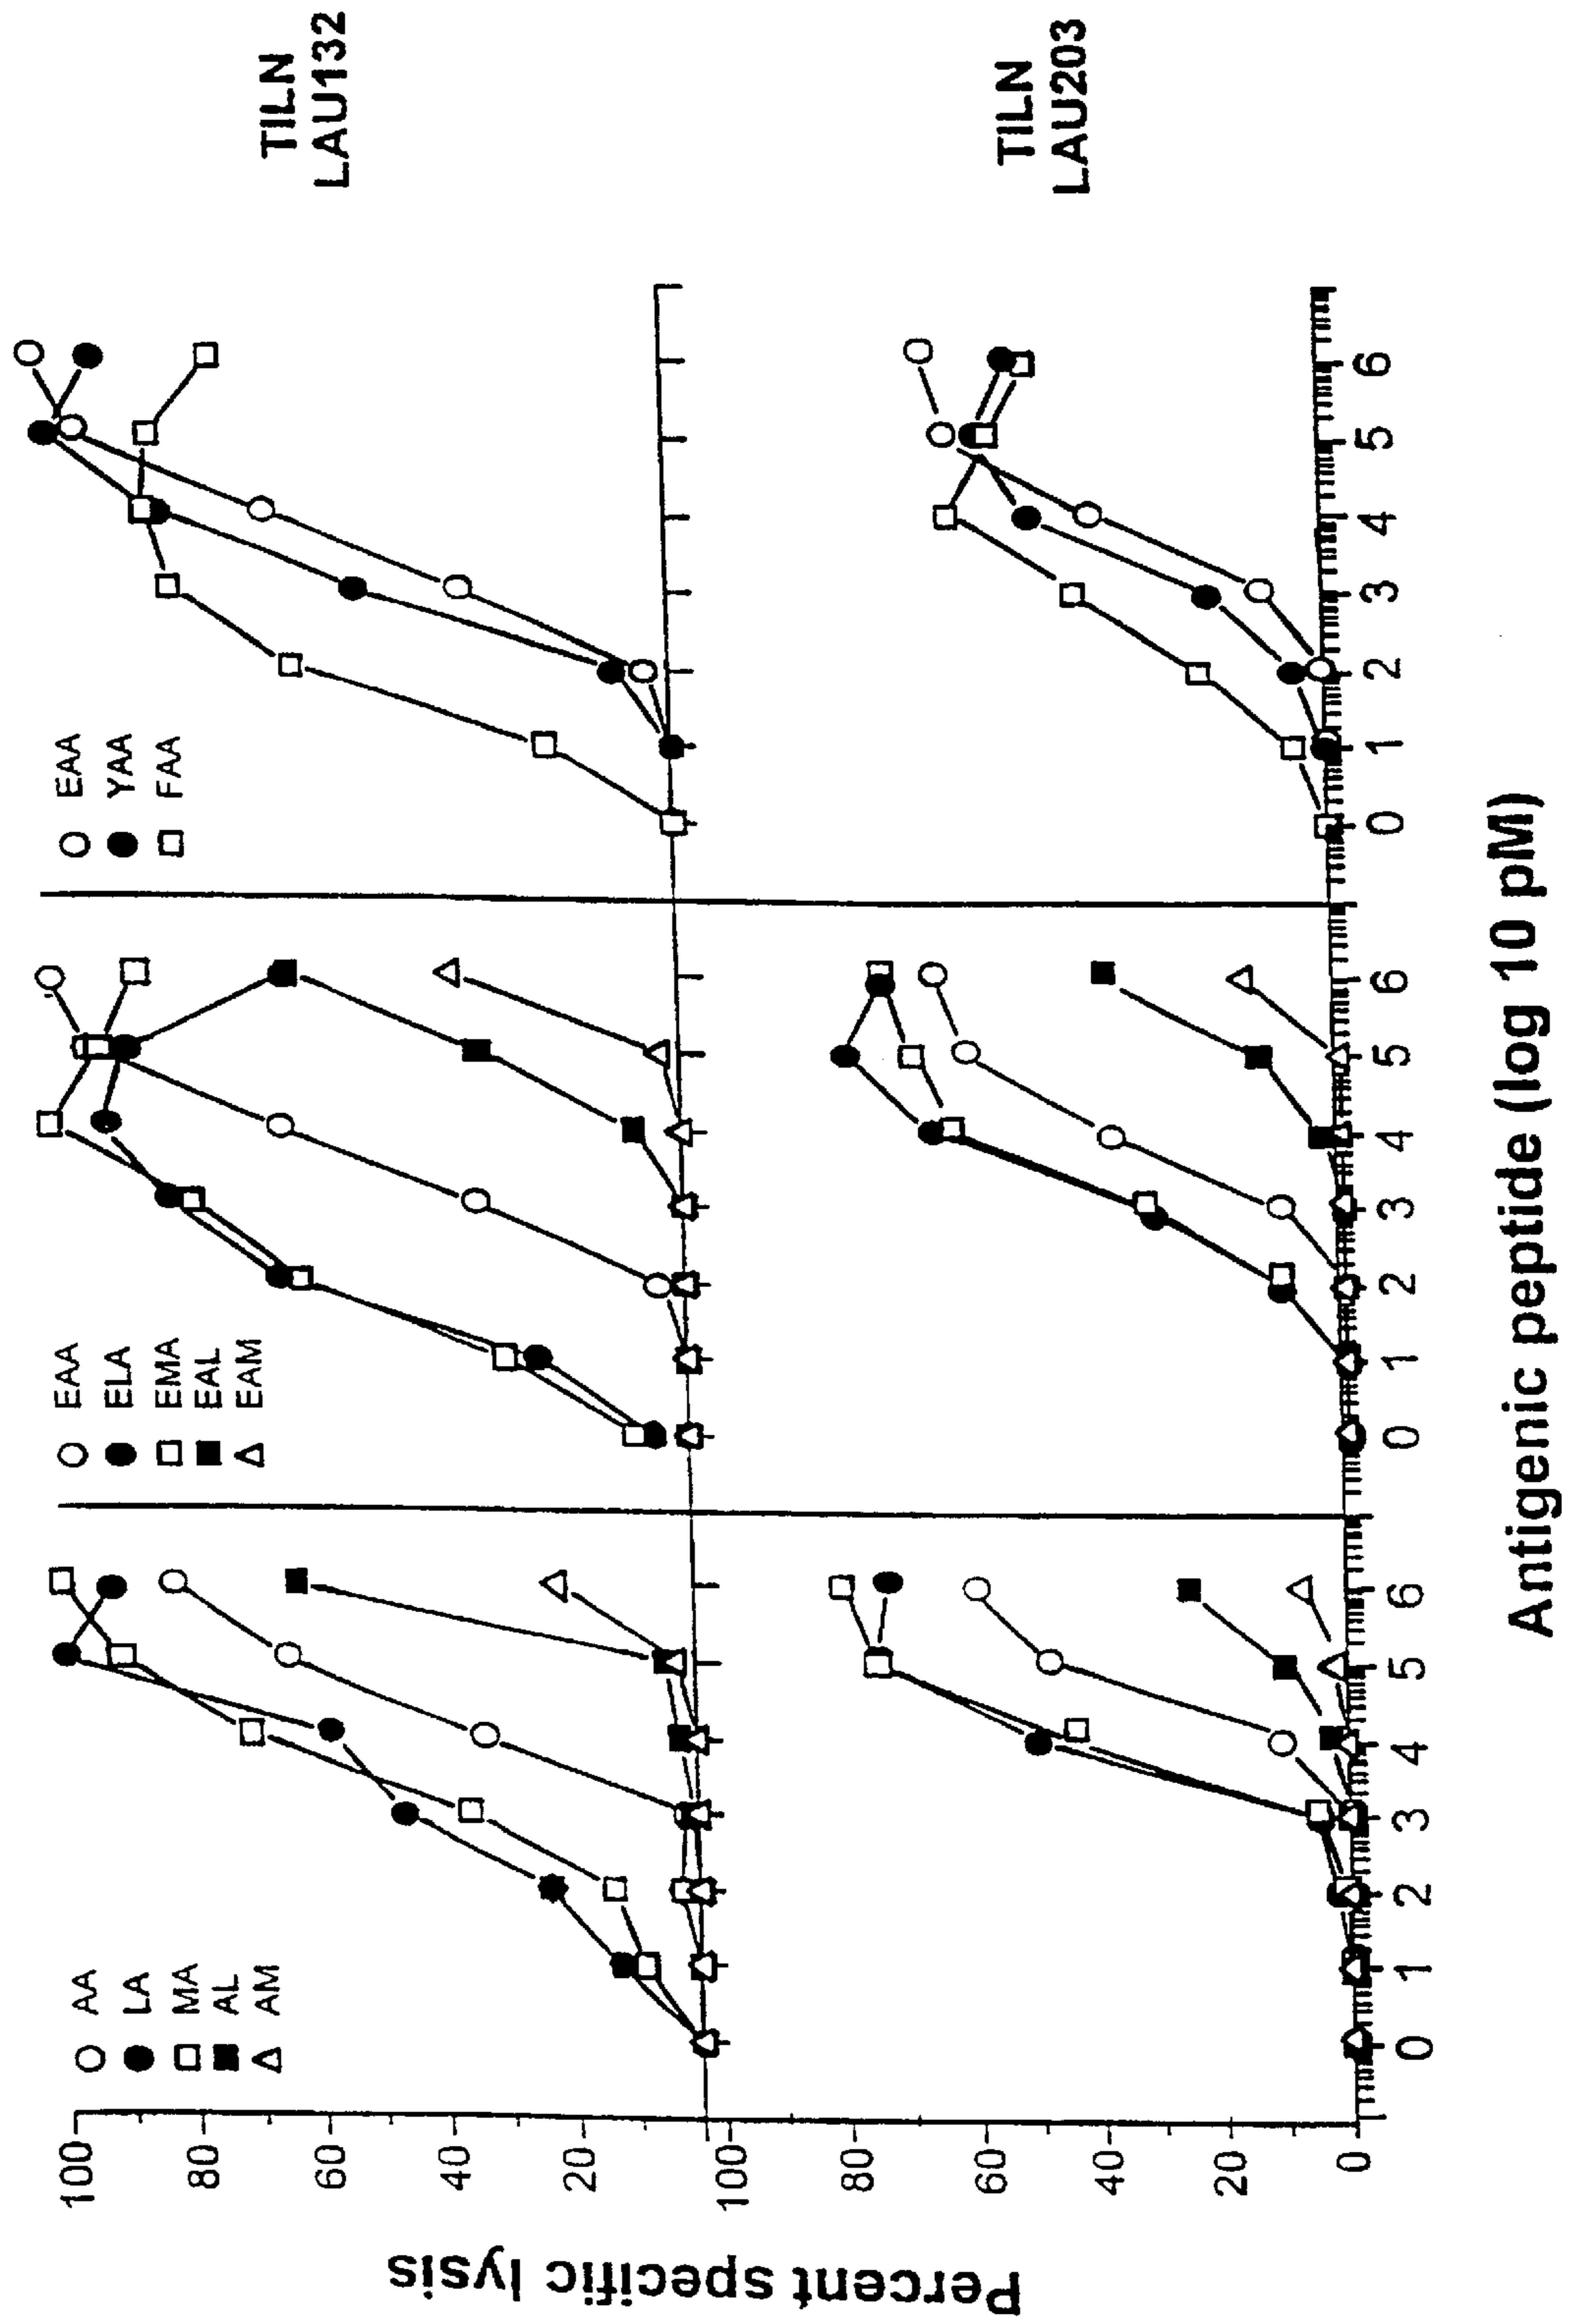 Percent specific lysis
100
80
60
40
20
100
80
60
40
20
0
AA
LA
MA
AL
AM
EAA
ELA
EMA
EAL
EAM
EAA
YAA
FAA
TILN
LAU132
TILN
LAU203
0 1 2 3 4 5 6
0 1 2 3 4 5 6
0 1 2 3 4 5 6
Antigenic peptide (log 10 pM)